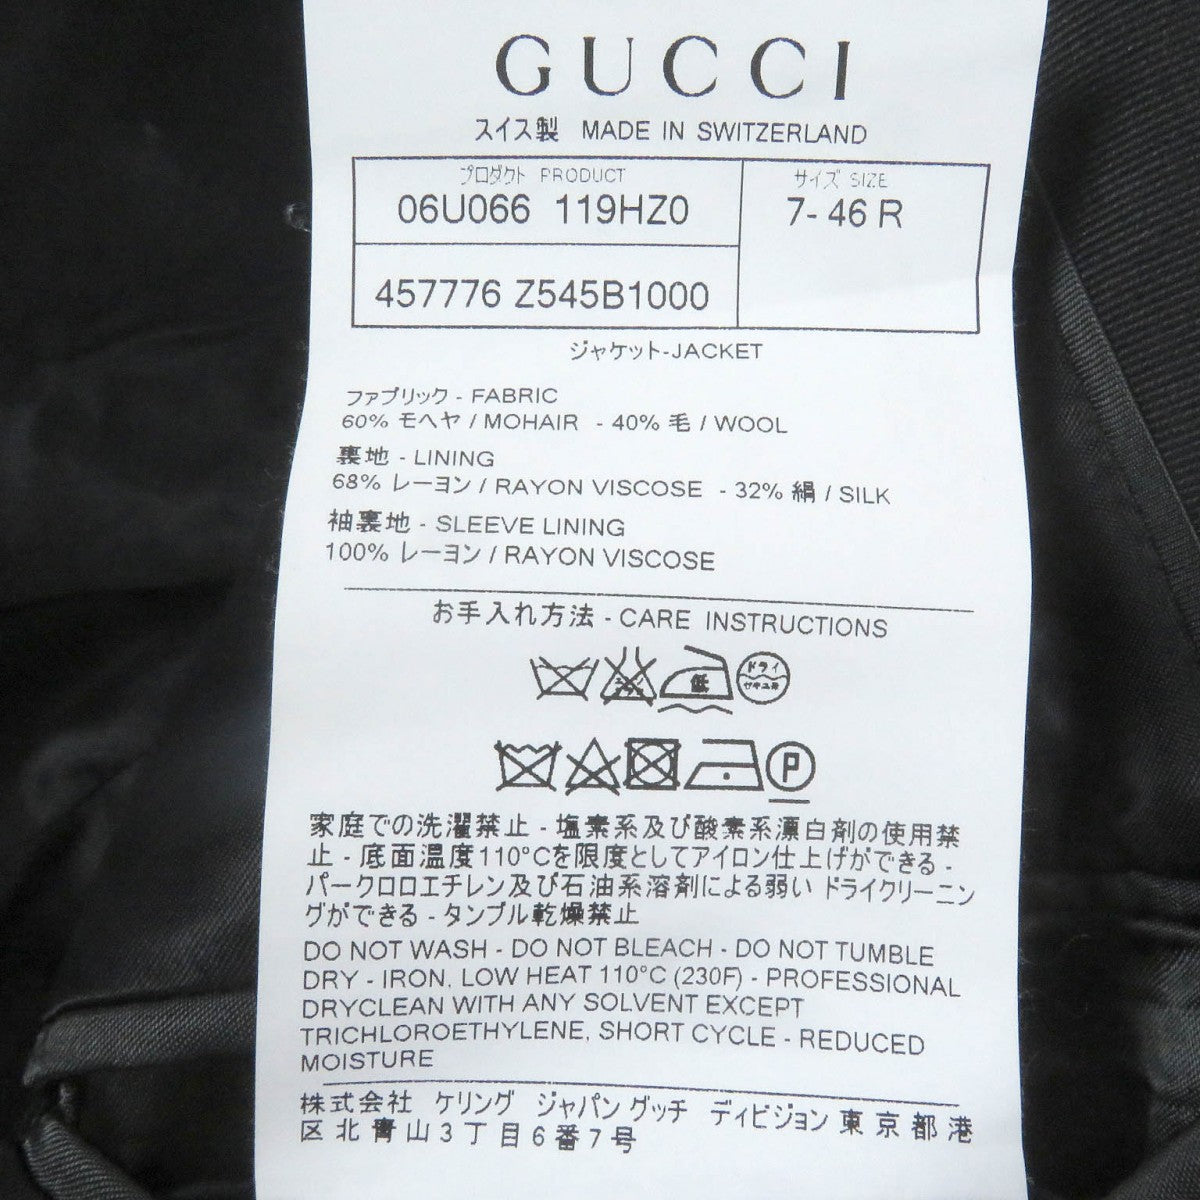 GUCCI
スイス製 MADE IN SWITZERLAND
プロダクト PRODUCT
06U066 119HZ0
サイズ SIZE
7- 46 R
457776 Z545B1000
ジャケット-JACKET
ファブリック - FABRIC
60% モヘヤ / MOHAIR - 40% 毛 / WOOL
裏地 - LINING
68% レーヨン / RAYON VISCOSE - 32% 絹 / SILK
袖裏地 - SLEEVE LINING
100% レーヨン / RAYON VISCOSE
お手入れ方法 - CARE INSTRUCTIONS
低 ドライ
P
家庭での洗濯禁止 - 塩素系及び酸素系漂白剤の使用禁
止 - 底面温度110°Cを限度としてアイロン仕上げができる -
パークロロエチレン及び石油系溶剤による弱い ドライクリーニン
グができる - タンブル乾燥禁止
DO NOT WASH - DO NOT BLEACH - DO NOT TUMBLE
DRY - IRON, LOW HEAT 110°C (230F) - PROFESSIONAL
DRYCLEAN WITH ANY SOLVENT EXCEPT
TRICHLOROETHYLENE, SHORT CYCLE - REDUCED
MOISTURE
株式会社 ケリング ジャパン グッチ ディビジョン 東京都港
区北青山3丁目6番7号